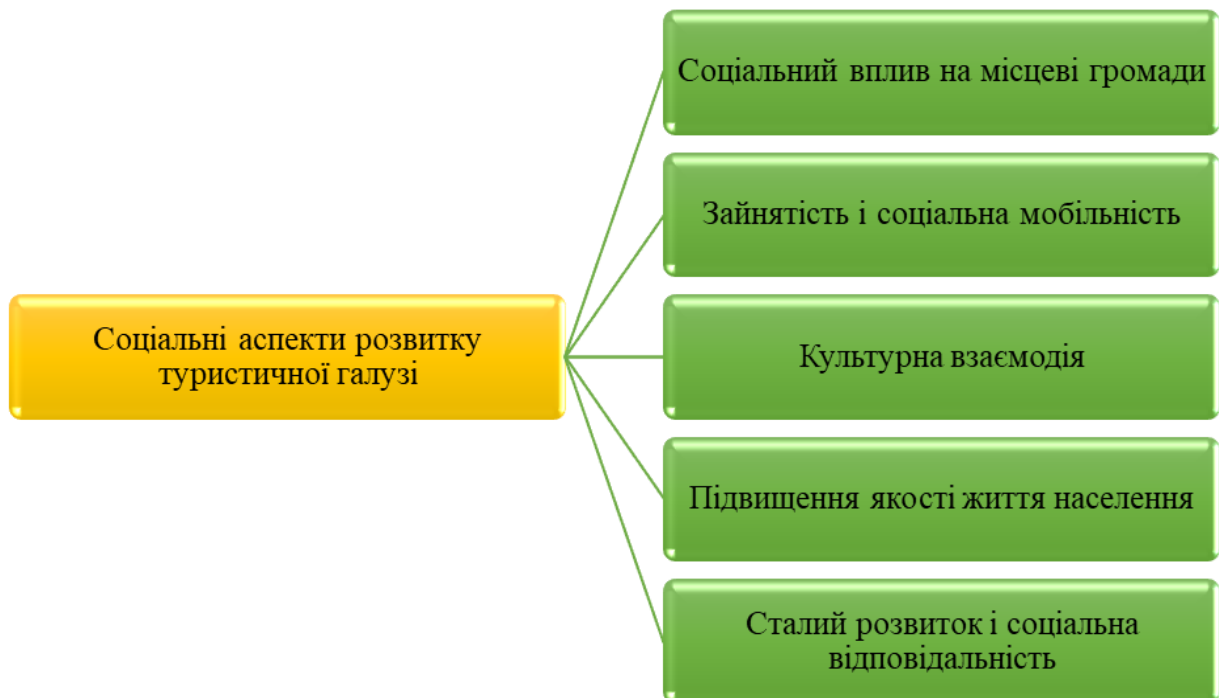 Соціальний вплив на місцеві громади
Зайнятість і соціальна мобільність
Соціальні аспекти розвитку
туристичної галузі
Культурна взаємодія
Підвищення якості життя населення
Сталий розвиток і соціальна
відповідальність